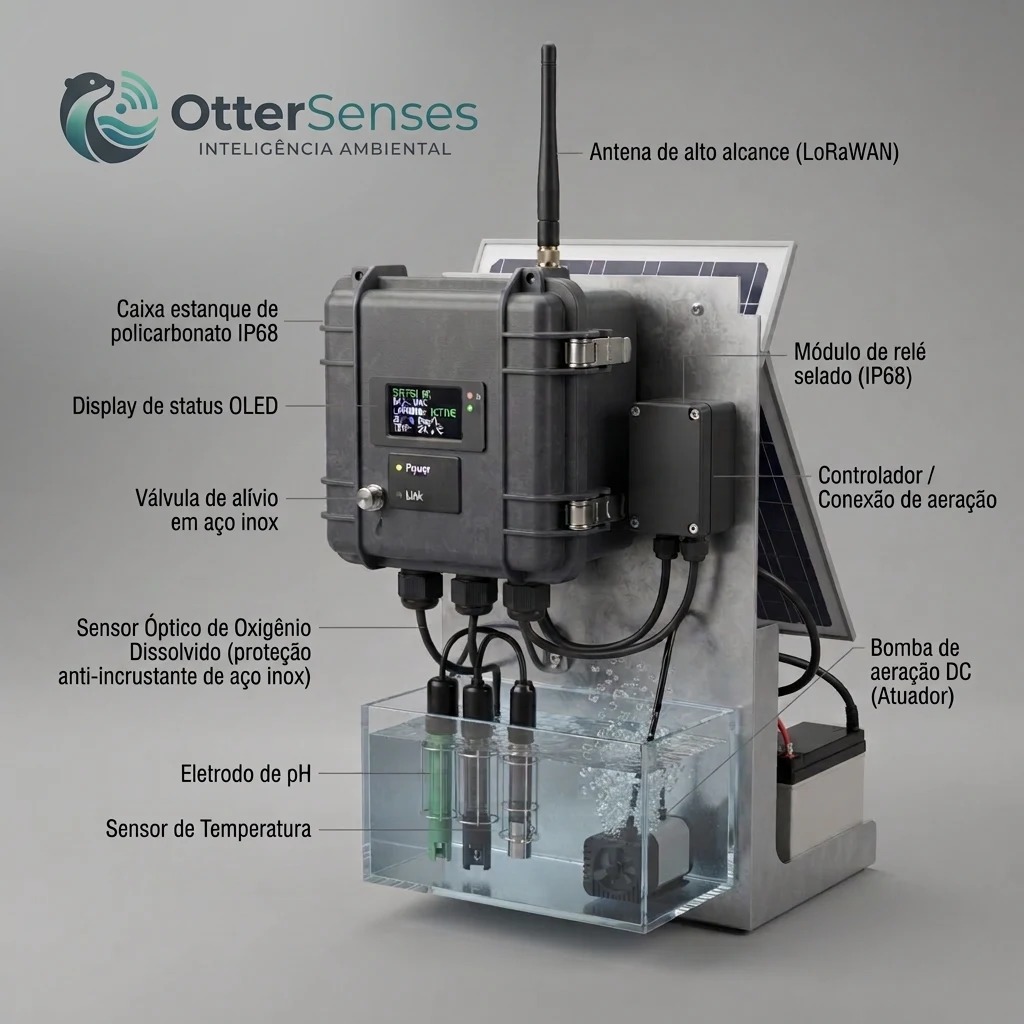 OtterSenses
INTELIGÊNCIA AMBIENTAL
Antena de alto alcance (LoRaWAN)
Caixa estanque de
policarbonato IP68
Módulo de relé
selado (IP68)
Display de status OLED
Controlador /
Conexão de aeração
Válvula de alívio
em aço inox
Link
Sensor Óptico de Oxigênio
Dissolvido (proteção
anti-incrustante de aço inox)
Bomba de
aeração DC
(Atuador)
Eletrodo de pH
Sensor de Temperatura